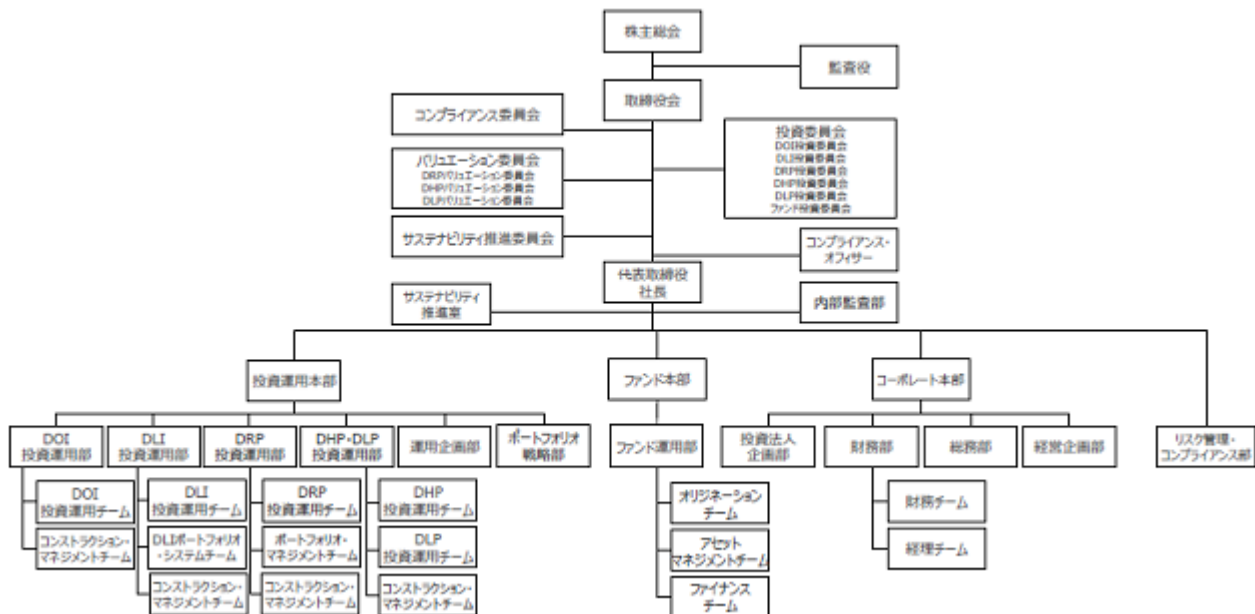 株主総会
監査役
取締役会
コンプライアンス委員会
投資委員会
DOI投資委員会
DLI投資委員会
DRP投資委員会
DHP投資委員会
DLP投資委員会
ファンド投資委員会
バリュエーション委員会
DRPバリュエーション委員会
DHPバリュエーション委員会
DLPバリュエーション委員会
サステナビリティ推進委員会
コンプライアンス・
オフィサー
代表取締役
社長
サステナビリティ
推進室
内部監査部
投資運用本部
ファンド本部
コーポレート本部
DOI
投資運用部
DLI
投資運用部
DRP
投資運用部
DHP・DLP
投資運用部
運用企画部
ポートフォリオ
戦略部
ファンド運用部
投資法人
企画部
財務部
総務部
経営企画部
リスク管理・
コンプライアンス部
DOI
投資運用チーム
コンストラクション・
マネジメントチーム
DLI
投資運用チーム
DLIポートフォリオ
・システムチーム
コンストラクション・
マネジメントチーム
DRP
投資運用チーム
ポートフォリオ・
マネジメントチーム
コンストラクション・
マネジメントチーム
DHP
投資運用チーム
DLP
投資運用チーム
コンストラクション・
マネジメントチーム
オリジネーション
チーム
アセット
マネジメントチーム
ファイナンス
チーム
財務チーム
経理チーム